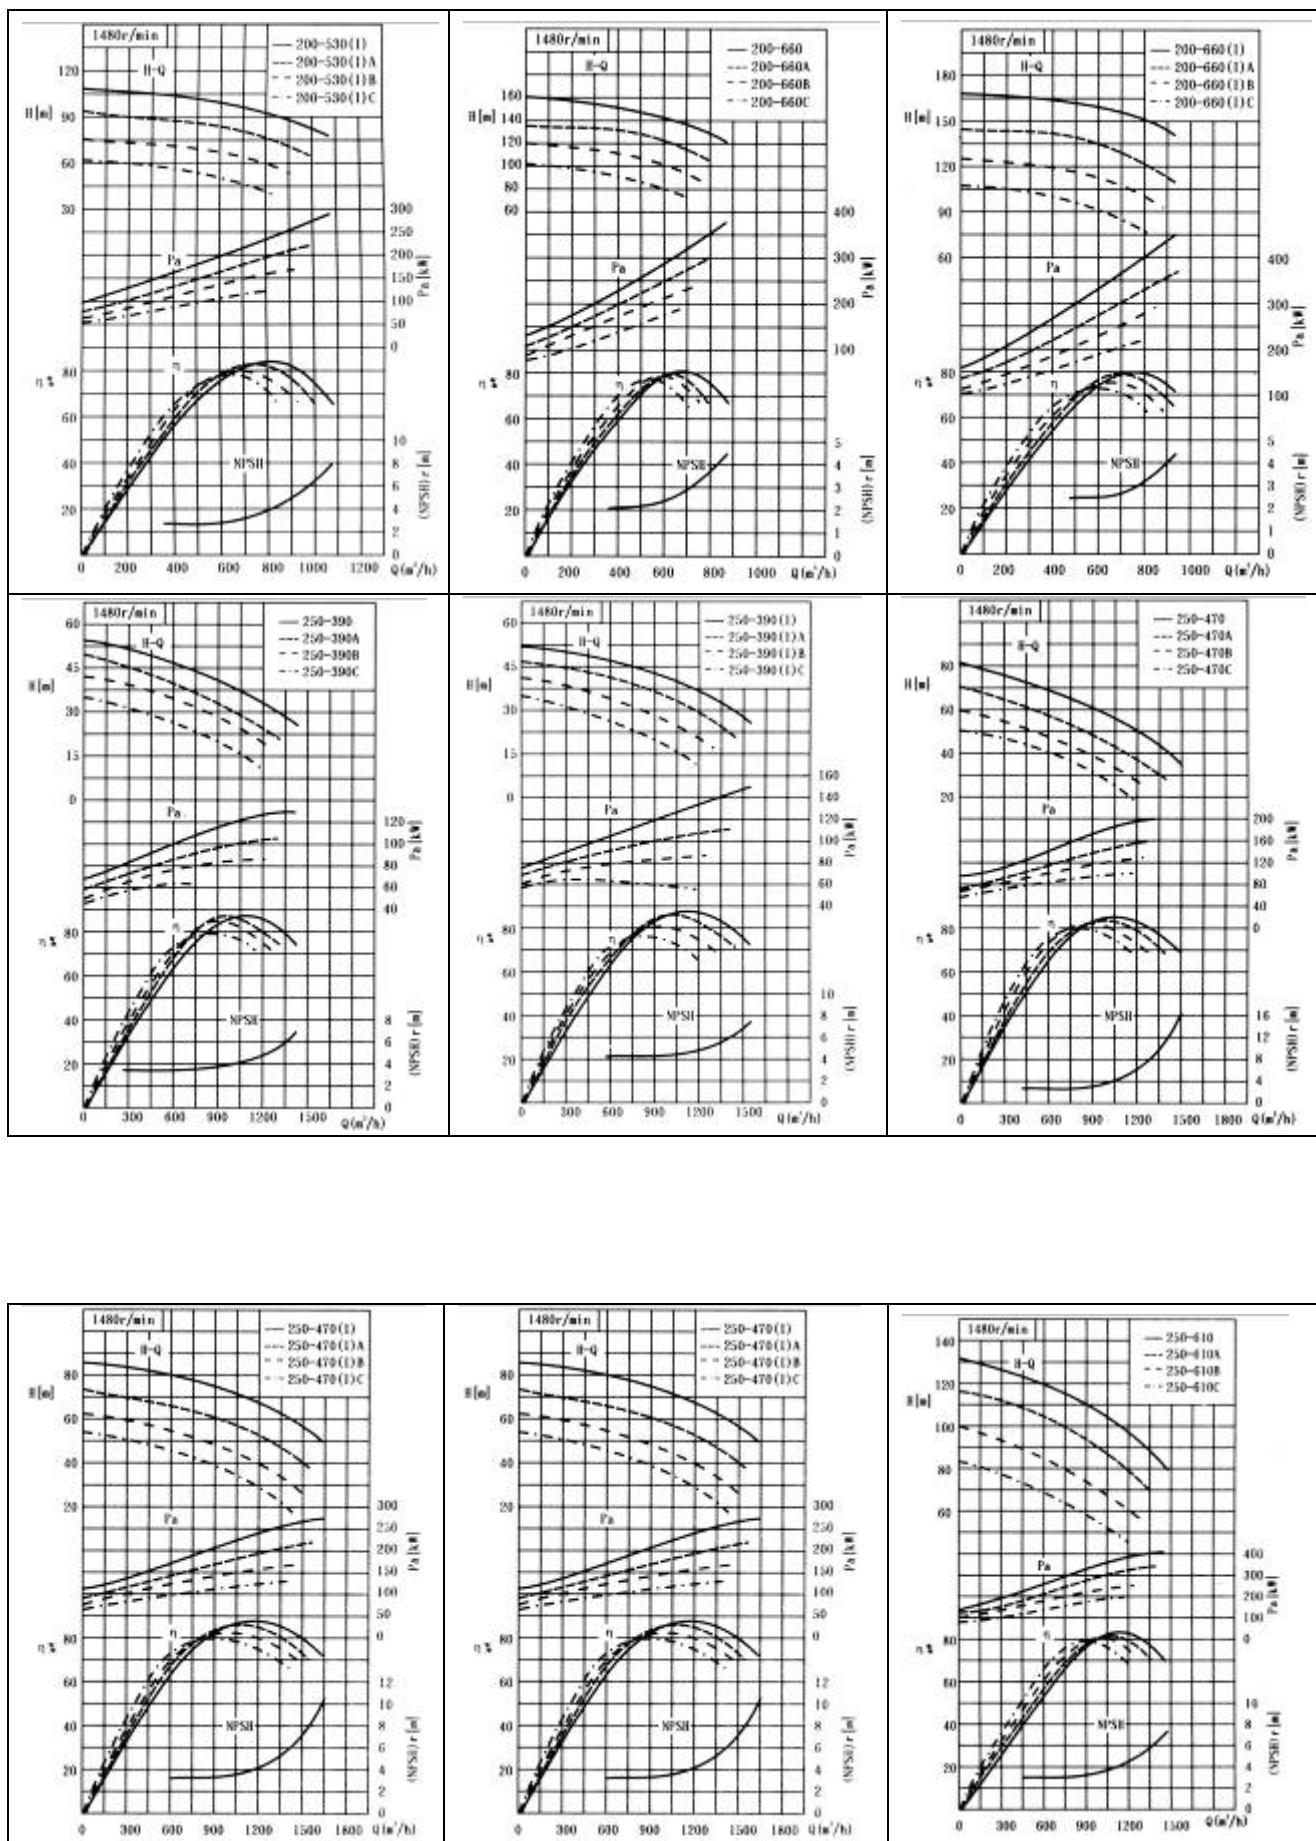 1480r/min
200-530(I)
200-530(I)A
200-530(I)B
200-530(I)C
H-Q
H[m]
120
90
60
30
Pa
300
250
200
150
100
50
0
Pa[kW]
η
80
60
40
20
NPSH
10
8
6
4
2
0
(NPSH)r[m]
0 200 400 600 800 1000 1200 Q(m³/h)
1480r/min
200-660
200-660A
200-660B
200-660C
H-Q
H[m]
160
140
120
100
80
60
Pa
400
300
200
100
Pa[kW]
η
80
60
40
20
NPSH
5
4
3
2
1
0
(NPSH)r[m]
0 200 400 600 800 1000 Q(m³/h)
1480r/min
200-660(I)
200-660(I)A
200-660(I)B
200-660(I)C
H-Q
H[m]
180
150
120
90
60
Pa
400
300
200
100
Pa[kW]
η
80
60
40
20
NPSH
5
4
3
2
1
0
(NPSH)r[m]
0 200 400 600 800 1000 Q(m³/h)
1480r/min
250-390
250-390A
250-390B
250-390C
H-Q
H[m]
60
45
30
15
0
Pa
120
100
80
60
40
Pa[kW]
η
80
60
40
20
NPSH
8
6
4
2
0
(NPSH)r[m]
0 300 600 900 1200 1500 Q(m³/h)
1480r/min
250-390(I)
250-390(I)A
250-390(I)B
250-390(I)C
H-Q
H[m]
60
45
30
15
0
Pa
160
140
120
100
80
60
40
Pa[kW]
η
80
60
40
20
NPSH
10
8
6
4
2
0
(NPSH)r[m]
0 300 600 900 1200 1500 Q(m³/h)
1480r/min
250-470
250-470A
250-470B
250-470C
H-Q
H[m]
80
60
40
20
Pa
200
160
120
80
0
Pa[kW]
η
80
60
40
20
NPSH
16
12
8
4
0
(NPSH)r[m]
0 300 600 900 1200 1500 1800 Q(m³/h)
1480r/min
250-470(I)
250-470(I)A
250-470(I)B
250-470(I)C
H-Q
H[m]
80
60
40
20
Pa
300
250
200
150
100
50
0
Pa[kW]
η
80
60
40
20
NPSH
12
10
8
6
4
2
0
(NPSH)r[m]
0 300 600 900 1200 1500 1800 Q(m³/h)
1480r/min
250-470(I)
250-470(I)A
250-470(I)B
250-470(I)C
H-Q
H[m]
80
60
40
20
Pa
300
250
200
150
100
50
0
Pa[kW]
η
80
60
40
20
NPSH
12
10
8
6
4
2
0
(NPSH)r[m]
0 300 600 900 1200 1500 1800 Q(m³/h)
1480r/min
250-610
250-610A
250-610B
250-610C
H-Q
H[m]
140
120
100
80
60
Pa
400
300
200
100
0
Pa[kW]
η
80
60
40
20
NPSH
10
8
6
4
2
0
(NPSH)r[m]
0 300 600 900 1200 1500 Q(m³/h)